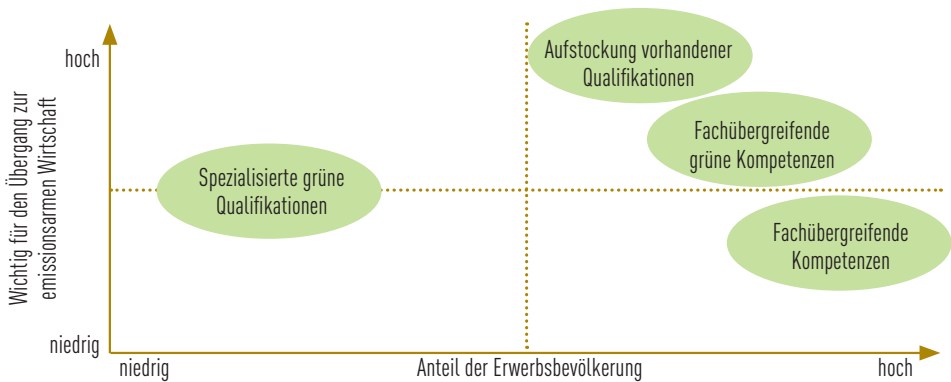 hoch
Wichtig für den Übergang zur
emissionsarmen Wirtschaft
niedrig
Aufstockung vorhandener
Qualifikationen
Fachübergreifende
grüne Kompetenzen
Spezialisierte grüne
Qualifikationen
Fachübergreifende
Kompetenzen
niedrig
Anteil der Erwerbsbevölkerung
hoch